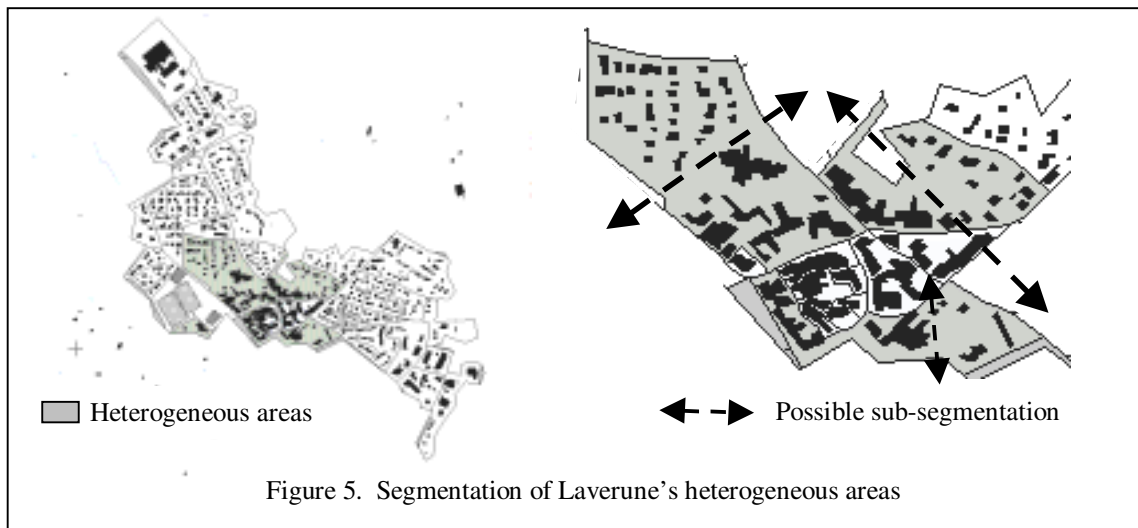 Heterogeneous areas
Possible sub-segmentation
Figure 5. Segmentation of Laverune's heterogeneous areas